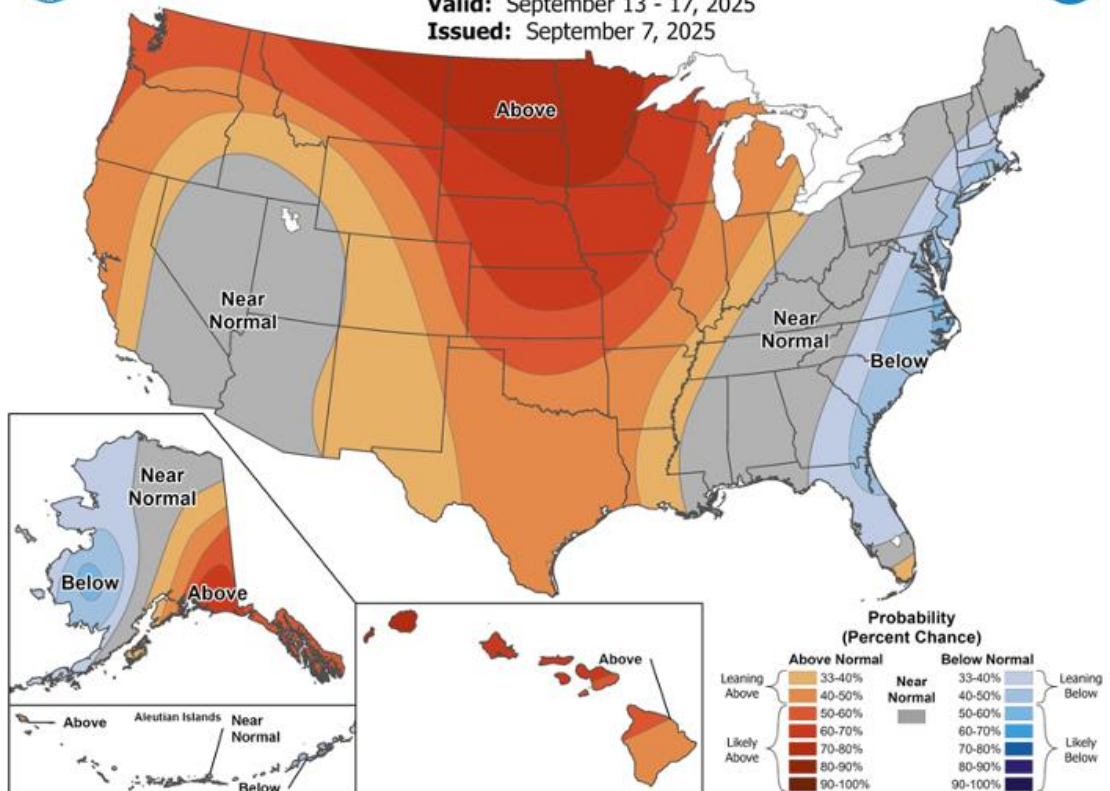 Valid: September 13 - 17, 2025
Issued: September 7, 2025
Above
Near
Normal
Near
Normal
Below
Near
Normal
Below
Above
Above
Aleutian Islands
Near
Normal
Below
Above
Probability
(Percent Chance)
Above Normal
Below Normal
Leaning
Above
33-40%
40-50%
Near
Normal
33-40%
40-50%
Leaning
Below
Likely
Above
50-60%
60-70%
70-80%
80-90%
90-100%
50-60%
60-70%
70-80%
80-90%
90-100%
Likely
Below